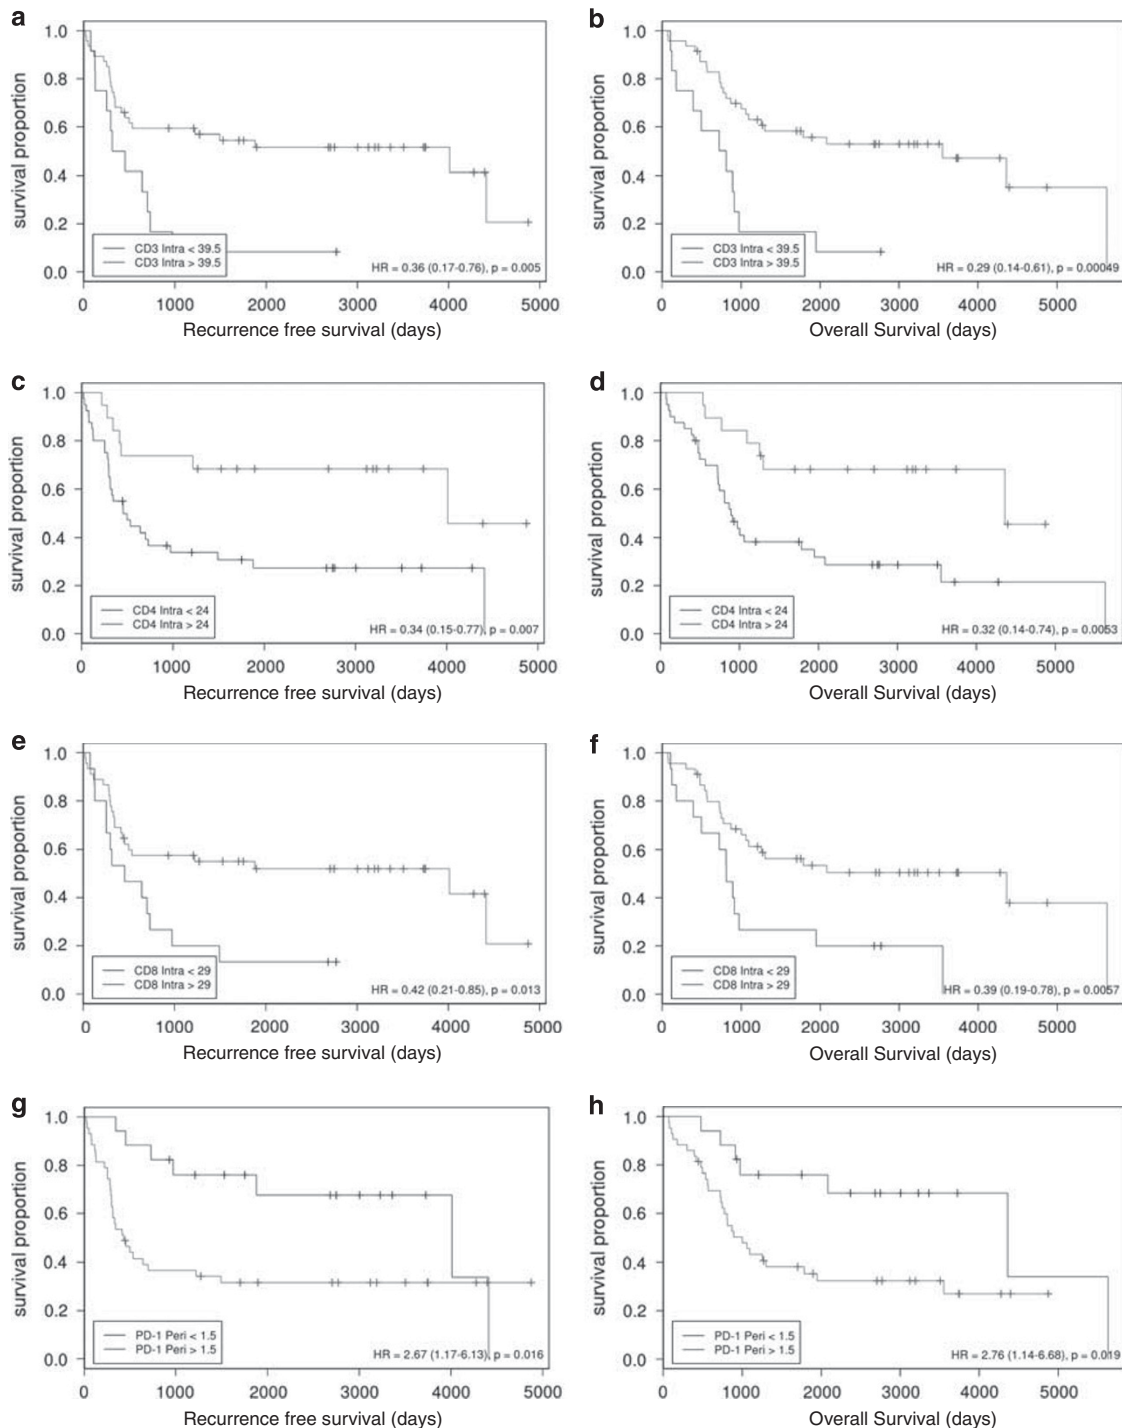 a
1.0
0.8
0.6
0.4
0.2
0.0
survival proportion
CD3 Intra < 39.5
CD3 Intra > 39.5
HR = 0.36 (0.17-0.76), p = 0.005
0 1000 2000 3000 4000 5000
Recurrence free survival (days)
b
1.0
0.8
0.6
0.4
0.2
0.0
survival proportion
CD3 Intra < 39.5
CD3 Intra > 39.5
HR = 0.29 (0.14-0.61), p = 0.00049
0 1000 2000 3000 4000 5000
Overall Survival (days)
c
1.0
0.8
0.6
0.4
0.2
0.0
survival proportion
CD4 Intra < 24
CD4 Intra > 24
HR = 0.34 (0.15-0.77), p = 0.007
0 1000 2000 3000 4000 5000
Recurrence free survival (days)
d
1.0
0.8
0.6
0.4
0.2
0.0
survival proportion
CD4 Intra < 24
CD4 Intra > 24
HR = 0.32 (0.14-0.74), p = 0.0053
0 1000 2000 3000 4000 5000
Overall Survival (days)
e
1.0
0.8
0.6
0.4
0.2
0.0
survival proportion
CD8 Intra < 29
CD8 Intra > 29
HR = 0.42 (0.21-0.85), p = 0.013
0 1000 2000 3000 4000 5000
Recurrence free survival (days)
f
1.0
0.8
0.6
0.4
0.2
0.0
survival proportion
CD8 Intra < 29
CD8 Intra > 29
HR = 0.39 (0.19-0.78), p = 0.0057
0 1000 2000 3000 4000 5000
Overall Survival (days)
g
1.0
0.8
0.6
0.4
0.2
0.0
survival proportion
PD-1 Peri < 1.5
PD-1 Peri > 1.5
HR = 2.67 (1.17-6.13), p = 0.016
0 1000 2000 3000 4000 5000
Recurrence free survival (days)
h
1.0
0.8
0.6
0.4
0.2
0.0
survival proportion
PD-1 Peri < 1.5
PD-1 Peri > 1.5
HR = 2.76 (1.14-6.68), p = 0.019
0 1000 2000 3000 4000 5000
Overall Survival (days)